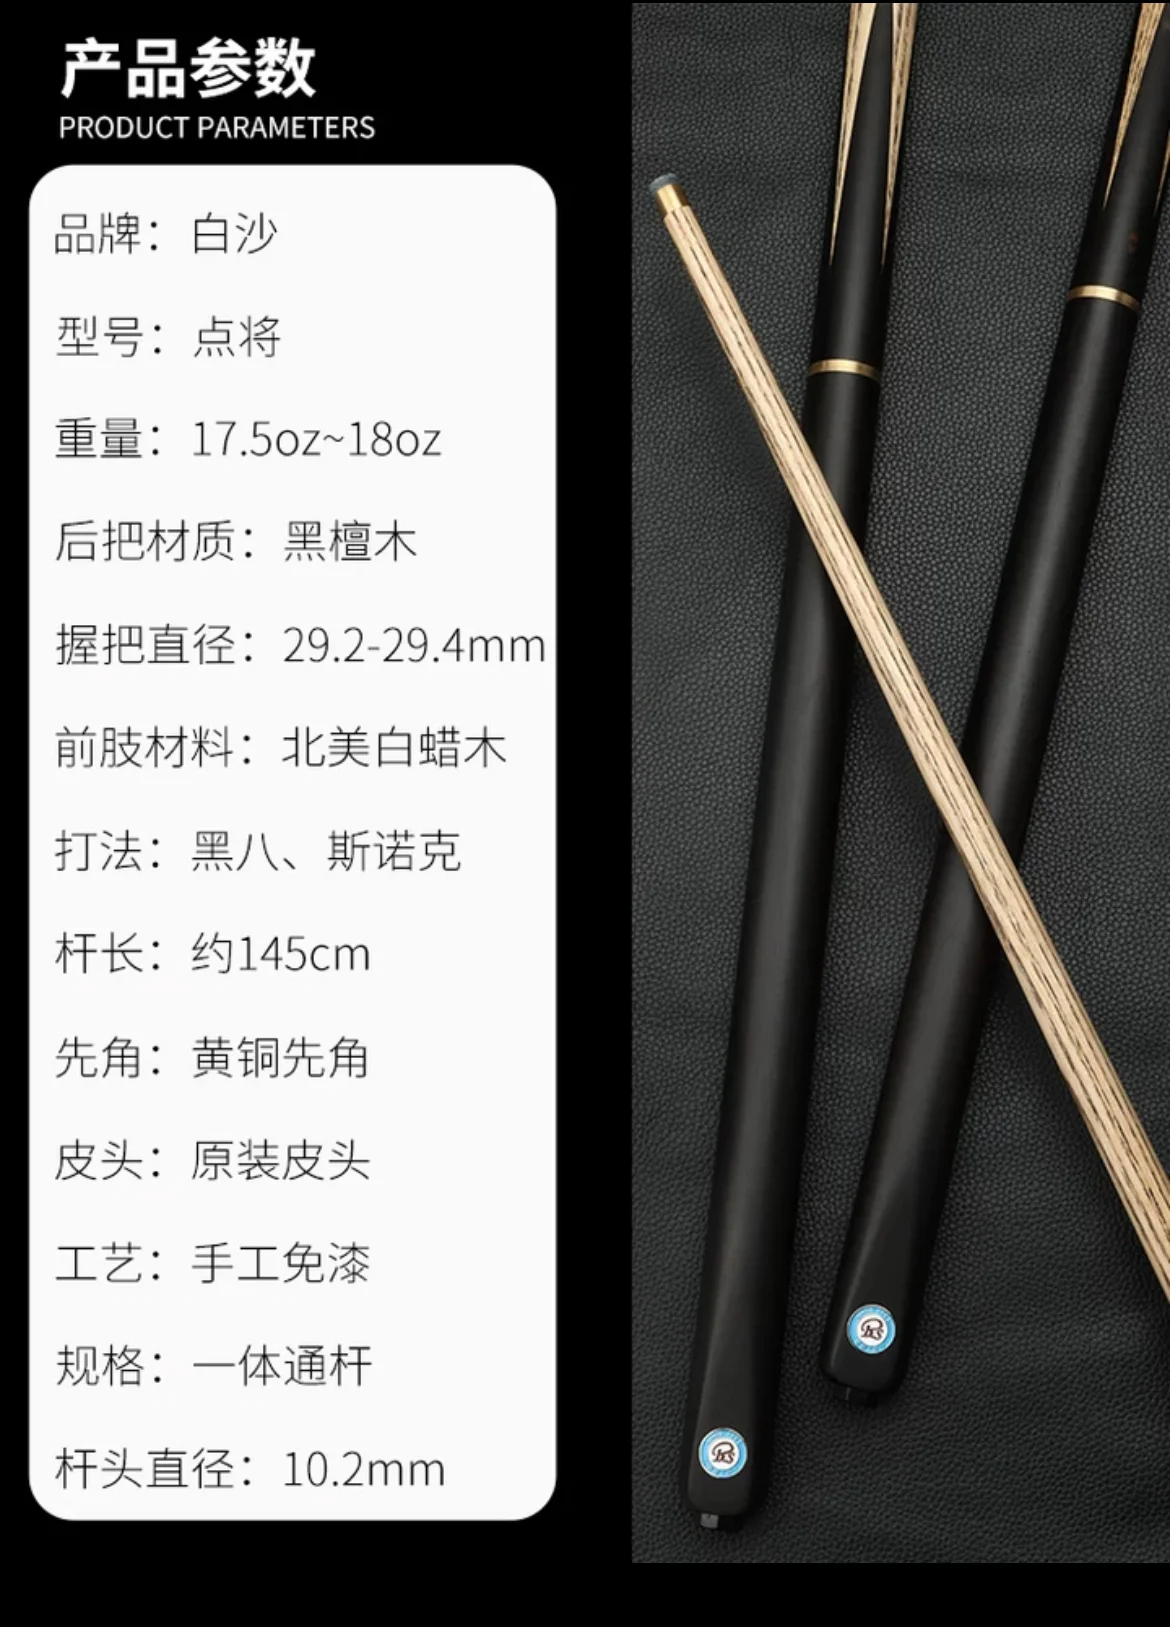 产品参数
PRODUCT PARAMETERS
品牌：白沙
型号：点将
重量：17.5oz~18oz
后把材质：黑檀木
握把直径：29.2-29.4mm
前肢材料：北美白蜡木
打法：黑八、斯诺克
杆长：约145cm
先角：黄铜先角
皮头：原装皮头
工艺：手工免漆
规格：一体通杆
杆头直径：10.2mm